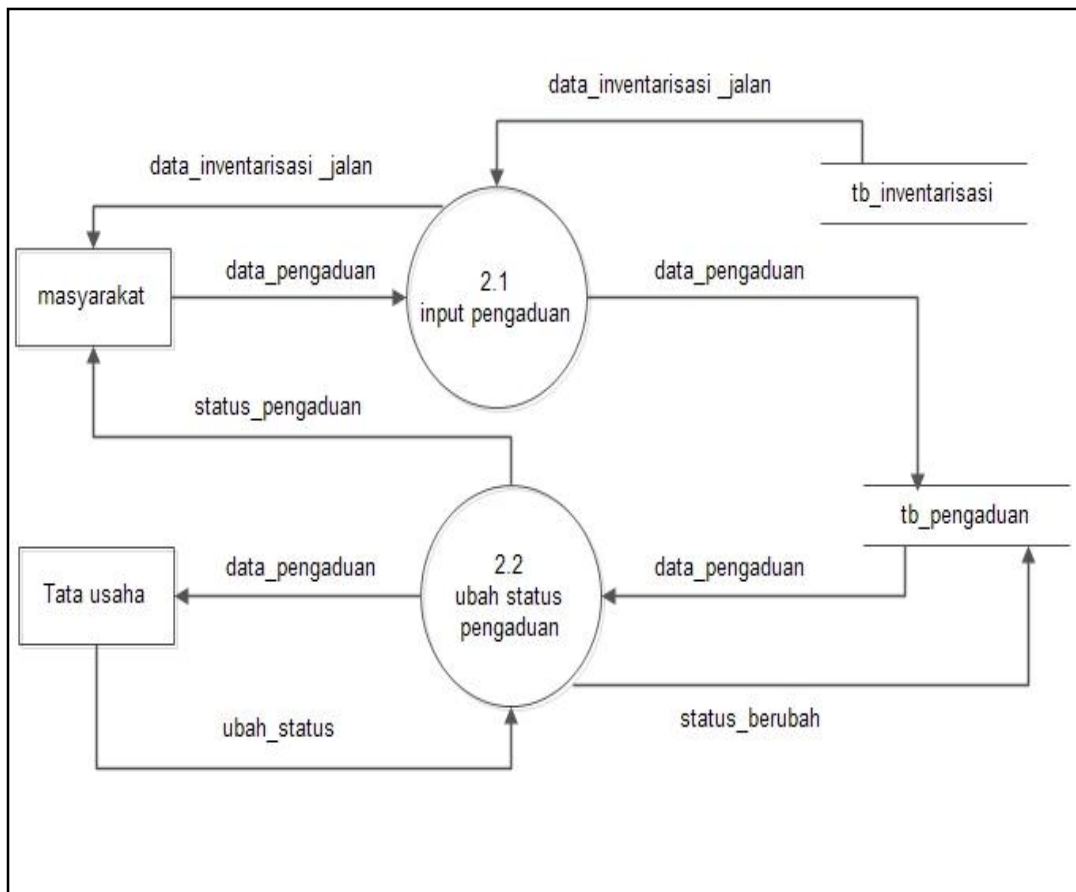 data_inventarisasi _jalan
data_inventarisasi _jalan
tb_inventarisasi
masyarakat
data_pengaduan
2.1
input pengaduan
data_pengaduan
status_pengaduan
tb_pengaduan
Tata usaha
data_pengaduan
2.2
ubah status
pengaduan
data_pengaduan
ubah_status
status_berubah